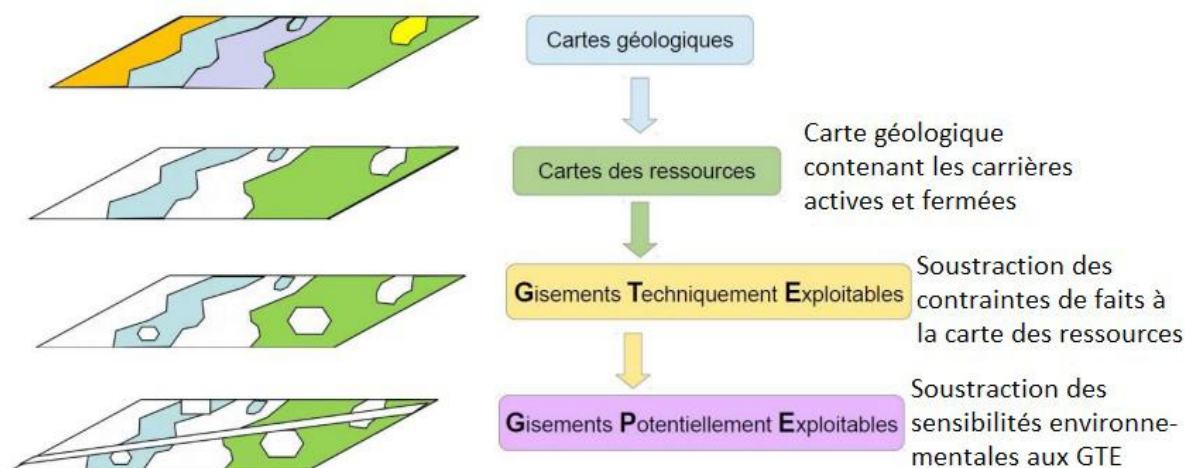 Cartes géologiques
Cartes des ressources
Carte géologique
contenant les carrières
actives et fermées
Gisements Techniquement Exploitables
Soustraction des
contraintes de faits à
la carte des ressources
Gisements Potentiellement Exploitables
Soustraction des
sensibilités environne-
mentales aux GTE